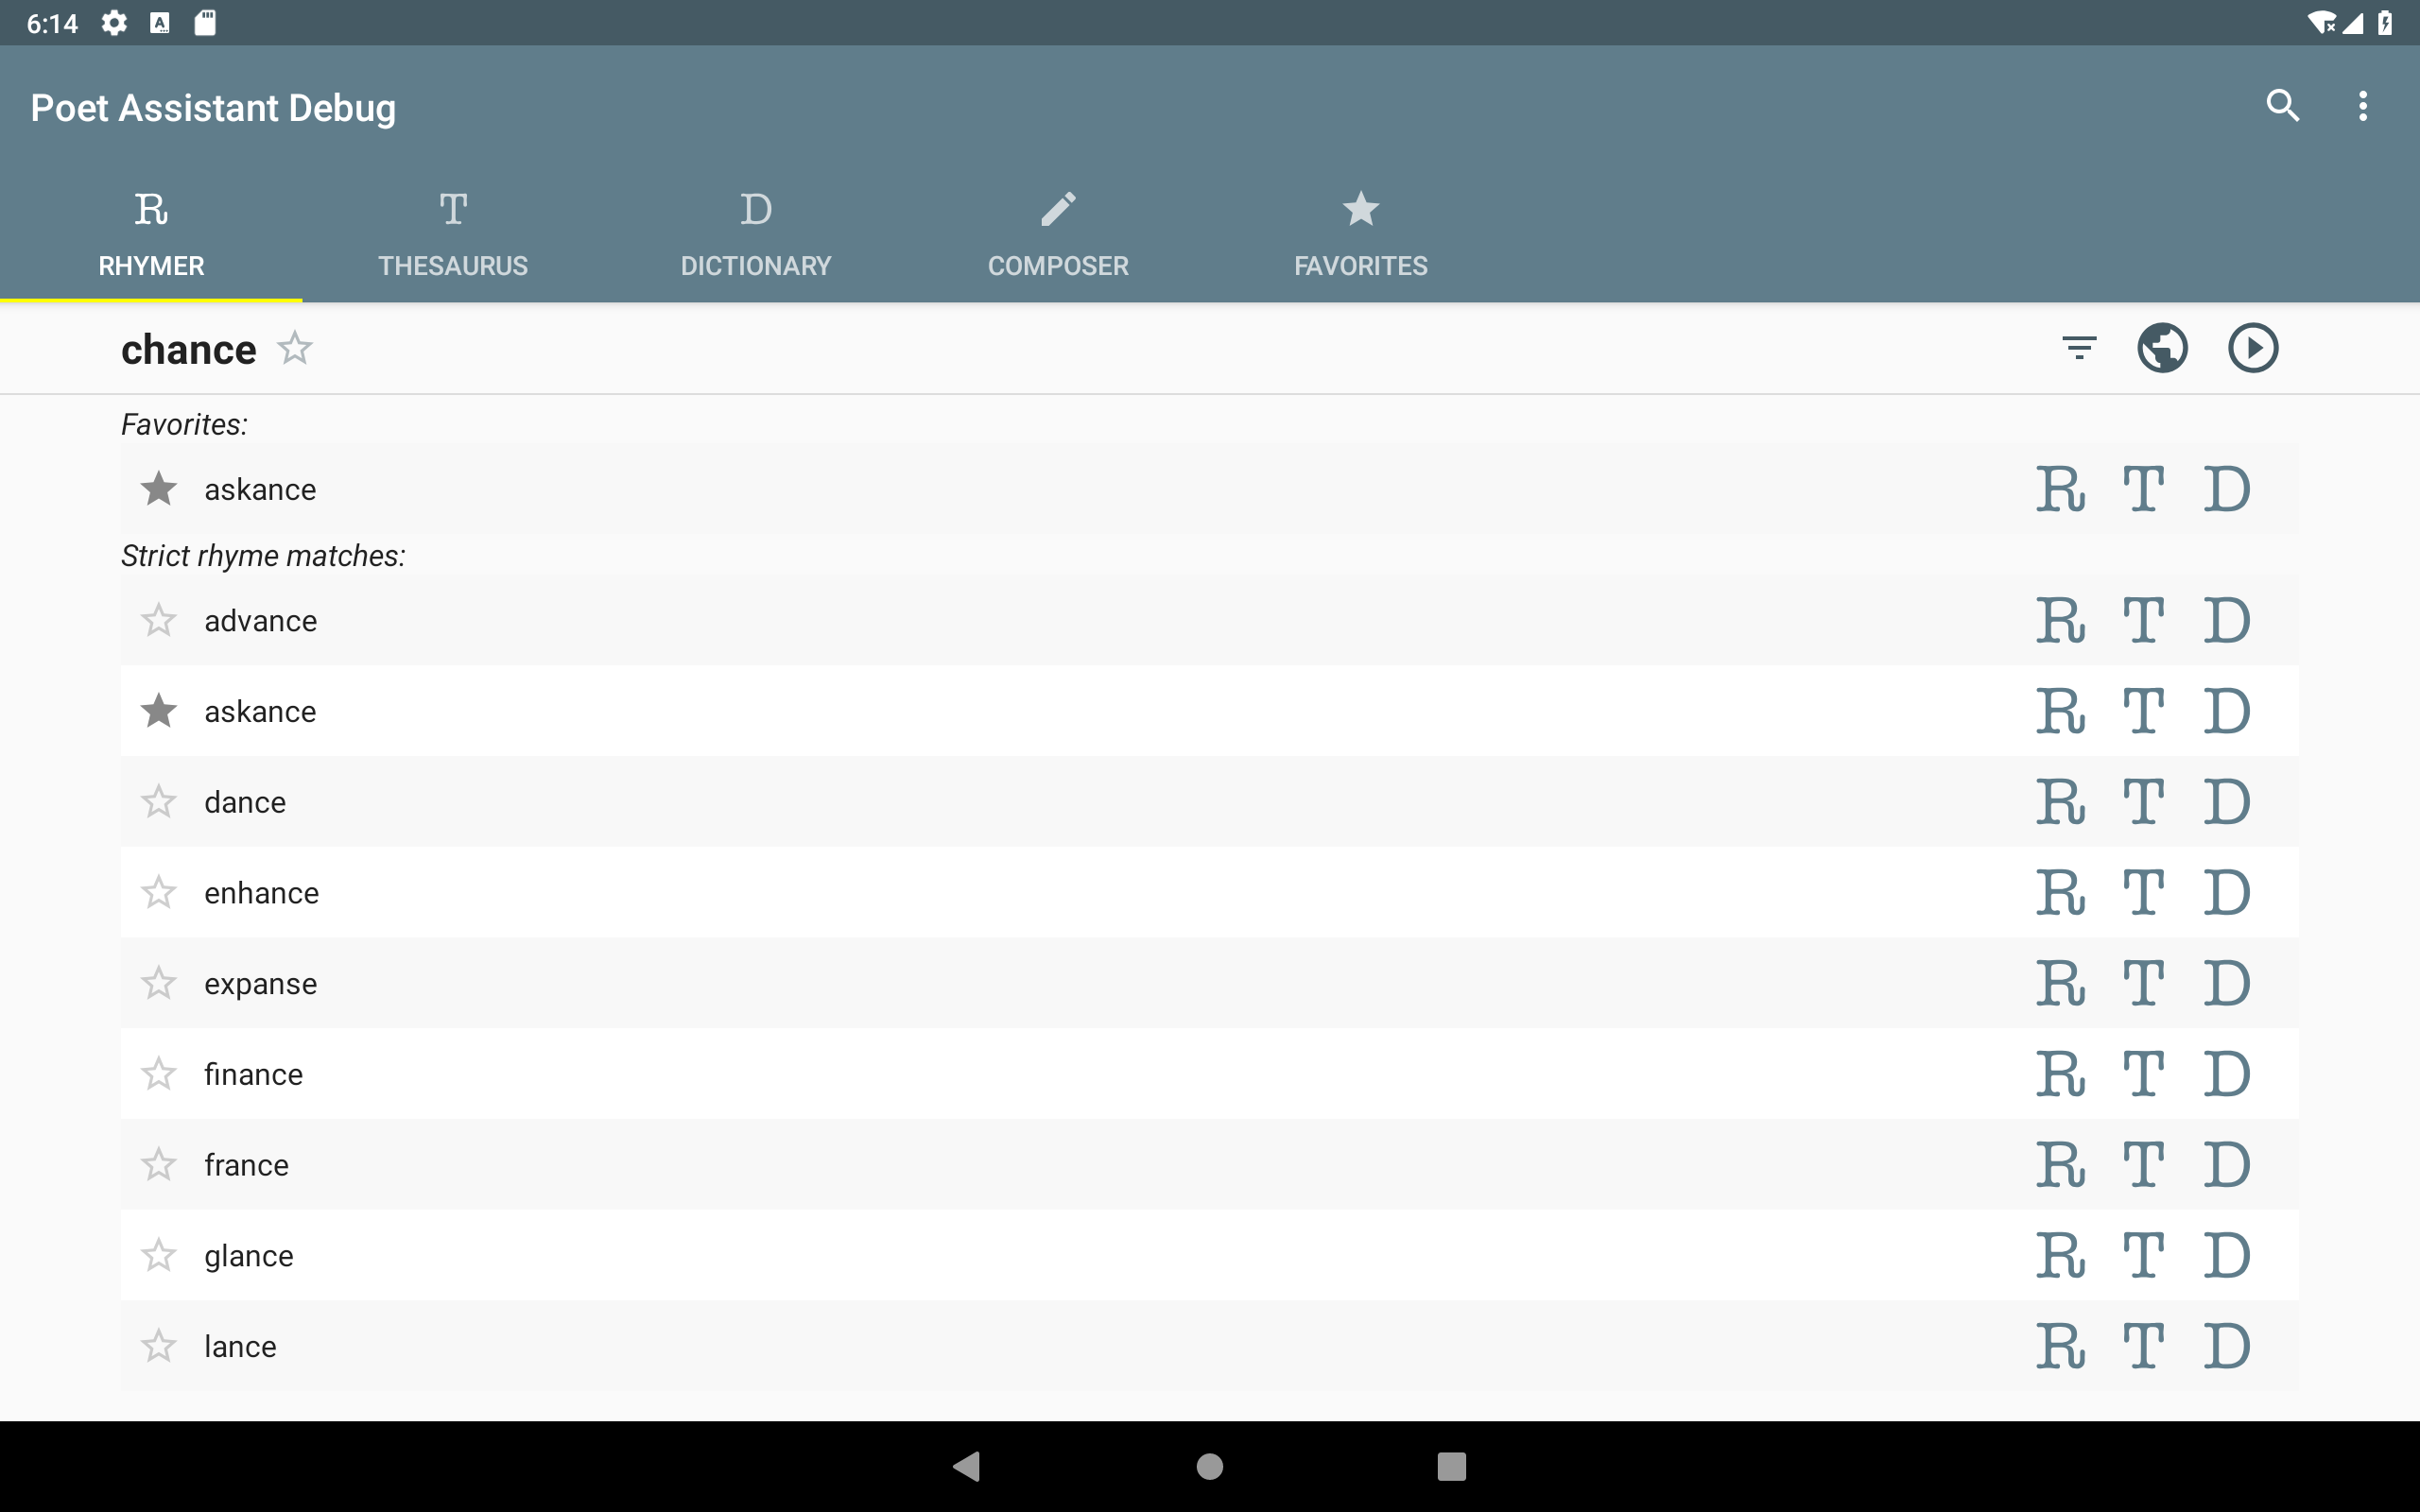 6:14
Poet Assistant Debug
R T D
RHYMER THESAURUS DICTIONARY COMPOSER FAVORITES
chance
Favorites:
askance R T D
Strict rhyme matches:
advance R T D
askance R T D
dance R T D
enhance R T D
expanse R T D
finance R T D
france R T D
glance R T D
lance R T D